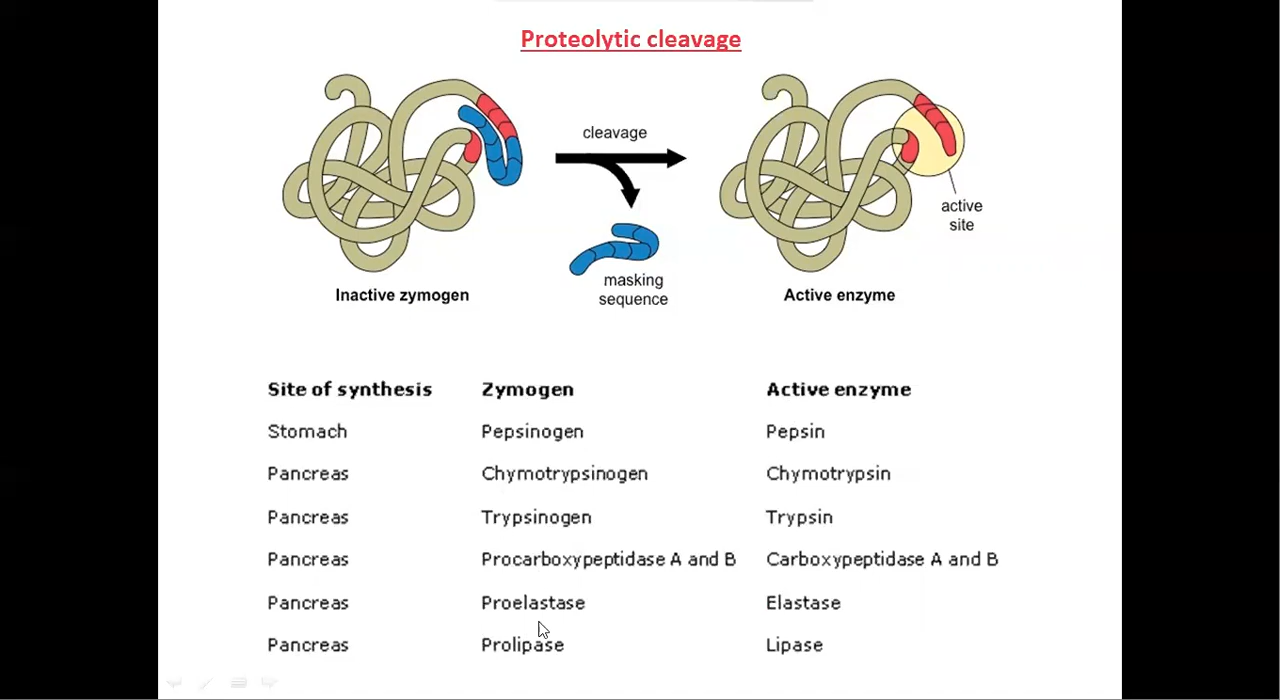 Proteolytic cleavage
cleavage
active
site
masking
sequence
Inactive zymogen
Active enzyme
Site of synthesis Zymogen Active enzyme
Stomach Pepsinogen Pepsin
Pancreas Chymotrypsinogen Chymotrypsin
Pancreas Trypsinogen Trypsin
Pancreas Procarboxypeptidase A and B Carboxypeptidase A and B
Pancreas Proelastase Elastase
Pancreas Prolipase Lipase